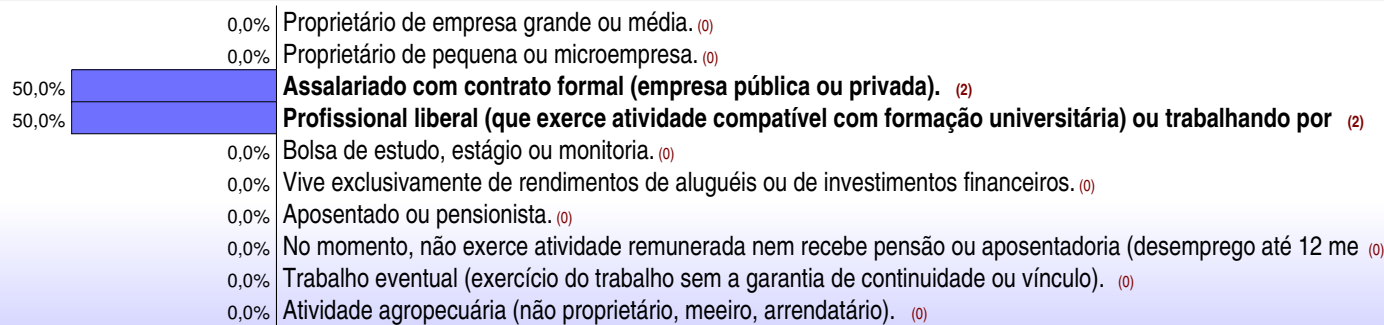 0,0% Proprietário de empresa grande ou média. (0)
0,0% Proprietário de pequena ou microempresa. (0)
50,0% Assalariado com contrato formal (empresa pública ou privada). (2)
50,0% Profissional liberal (que exerce atividade compatível com formação universitária) ou trabalhando por (2)
0,0% Bolsa de estudo, estágio ou monitoria. (0)
0,0% Vive exclusivamente de rendimentos de aluguéis ou de investimentos financeiros. (0)
0,0% Aposentado ou pensionista. (0)
0,0% No momento, não exerce atividade remunerada nem recebe pensão ou aposentadoria (desemprego até 12 me (0)
0,0% Trabalho eventual (exercício do trabalho sem a garantia de continuidade ou vínculo). (0)
0,0% Atividade agropecuária (não proprietário, meeiro, arrendatário). (0)